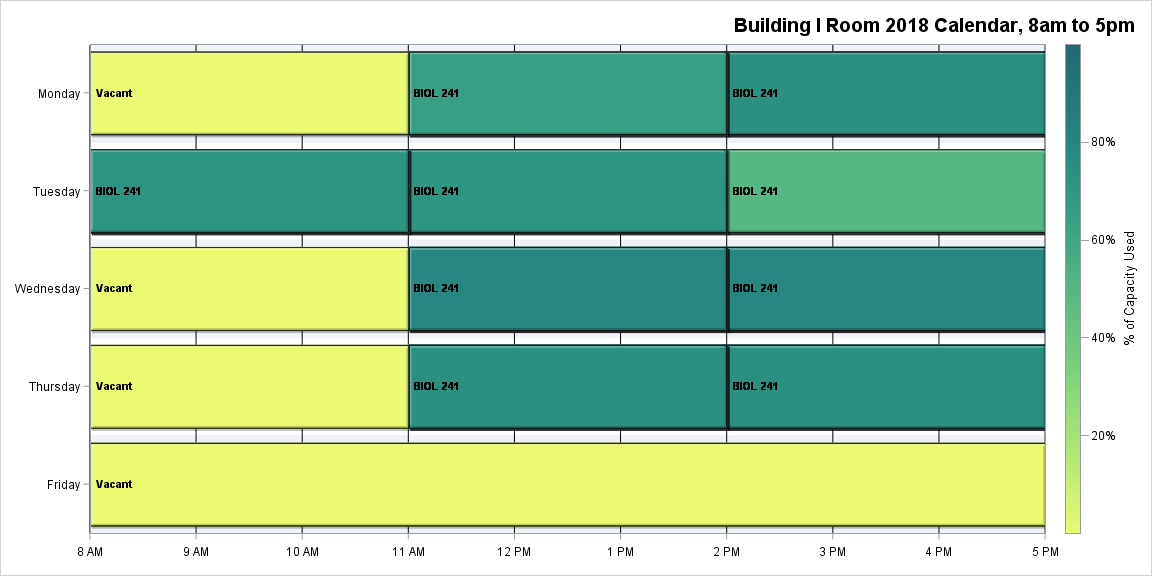 Building I Room 2018 Calendar, 8am to 5pm
Monday
Vacant
BIOL 241
BIOL 241
Tuesday
BIOL 241
BIOL 241
BIOL 241
Wednesday
Vacant
BIOL 241
BIOL 241
Thursday
Vacant
BIOL 241
BIOL 241
Friday
Vacant
8 AM
9 AM
10 AM
11 AM
12 PM
1 PM
2 PM
3 PM
4 PM
5 PM
80%
60%
40%
20%
% of Capacity Used